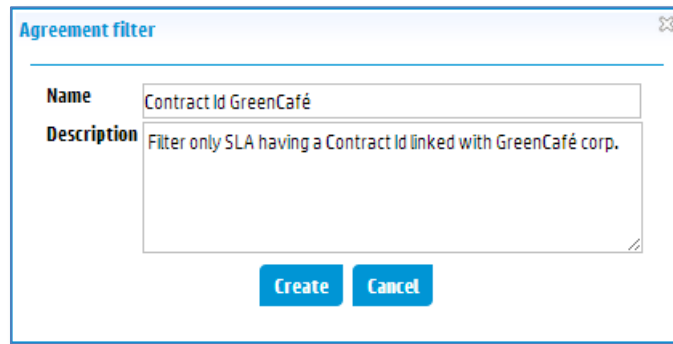 Agreement filter
Name Contract Id GreenCafé
Description Filter only SLA having a Contract Id linked with GreenCafé corp.
Create Cancel